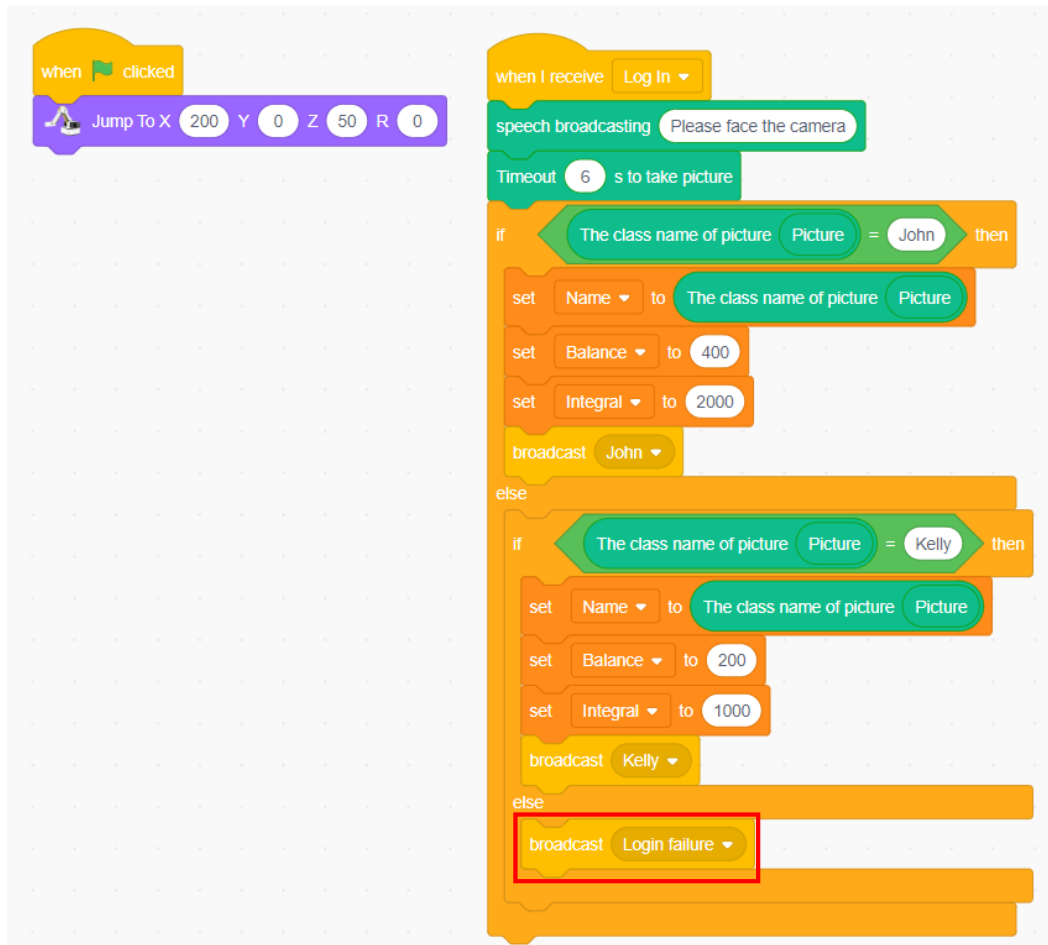 when clicked
Jump To X 200 Y 0 Z 50 R 0
when I receive Log In
speech broadcasting Please face the camera
Timeout 6 s to take picture
if The class name of picture Picture = John then
set Name to The class name of picture Picture
set Balance to 400
set Integral to 2000
broadcast John
else
if The class name of picture Picture = Kelly then
set Name to The class name of picture Picture
set Balance to 200
set Integral to 1000
broadcast Kelly
else
broadcast Login failure